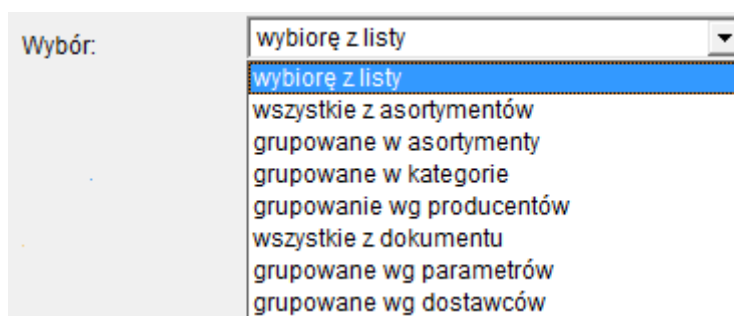 Wybór:
wybiorę z listy
wybiorę z listy
wszystkie z asortymentów
grupowane w asortymenty
grupowane w kategorie
grupowanie wg producentów
wszystkie z dokumentu
grupowane wg parametrów
grupowane wg dostawców